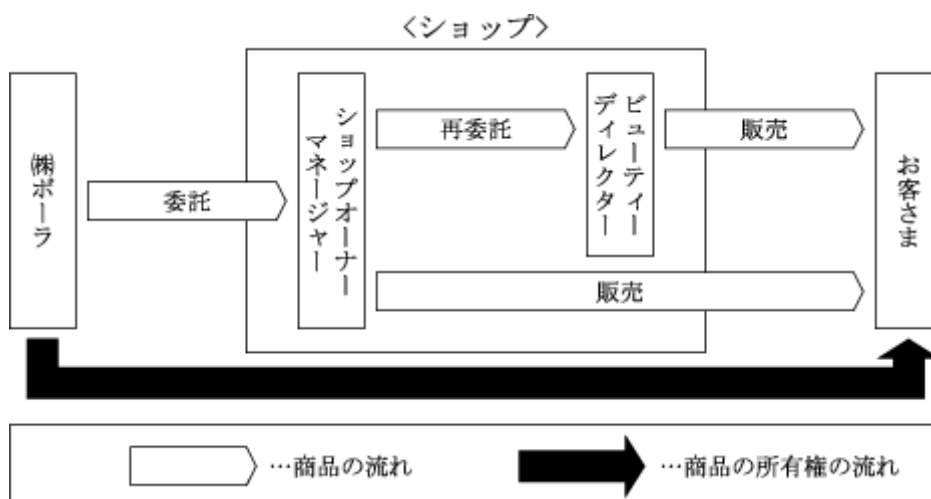 〈ショップ〉
㈱ポーラ
委託
ショップオーナー
マネージャー
再委託
ビューティー
ディレクター
販売
販売
お客さま
…商品の流れ
…商品の所有権の流れ